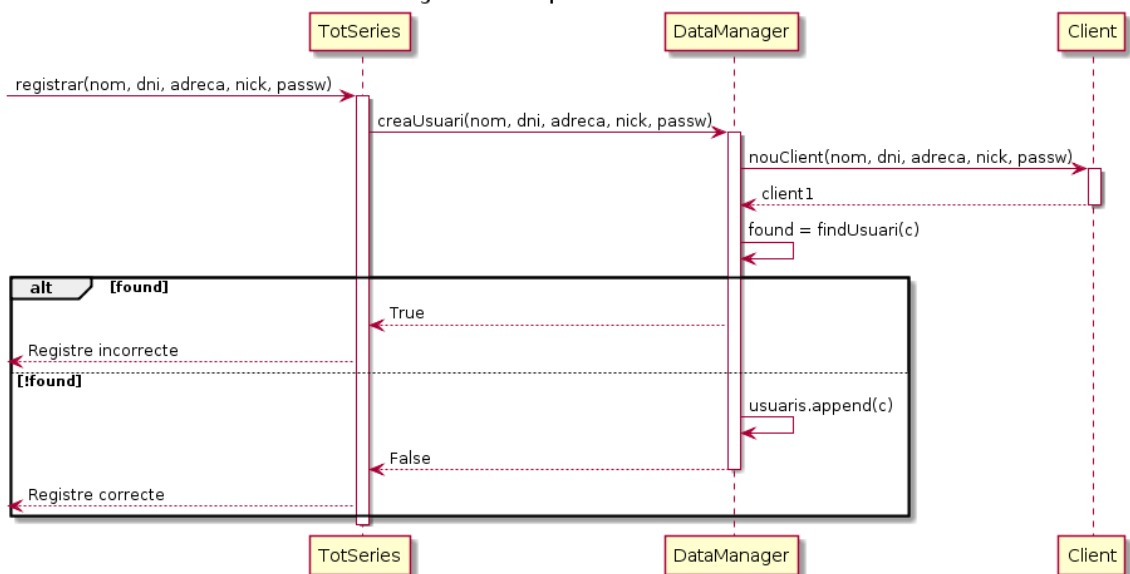 TotSeries
DataManager
Client
registrar(nom, dni, adreca, nick, passw)
creaUsuari(nom, dni, adreca, nick, passw)
nouClient(nom, dni, adreca, nick, passw)
client1
found = findUsuari(c)
alt [found]
True
Registre incorrecte
[!found]
usuaris.append(c)
False
Registre correcte
TotSeries
DataManager
Client